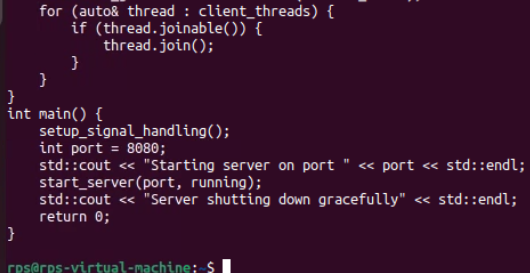 for (auto& thread : client_threads) {
        if (thread.joinable()) {
            thread.join();
        }
    }
}
int main() {
    setup_signal_handling();
    int port = 8080;
    std::cout << "Starting server on port " << port << std::endl;
    start_server(port, running);
    std::cout << "Server shutting down gracefully" << std::endl;
    return 0;
}
rps@rps-virtual-machine:~$